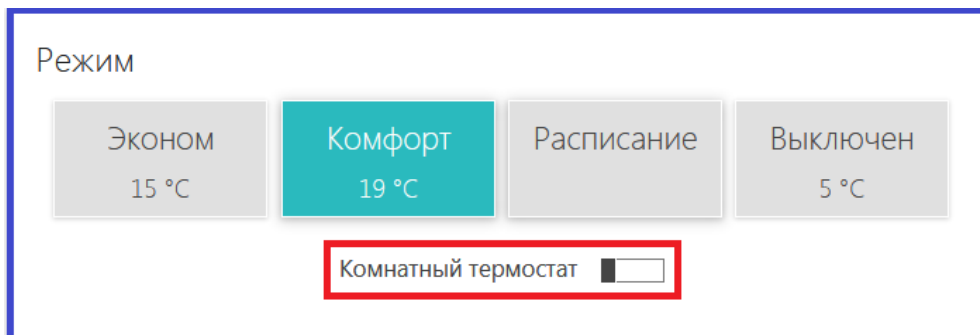 Режим
Эконом Комфорт Расписание Выключен
15 °C 19 °C 5 °C
Комнатный термостат